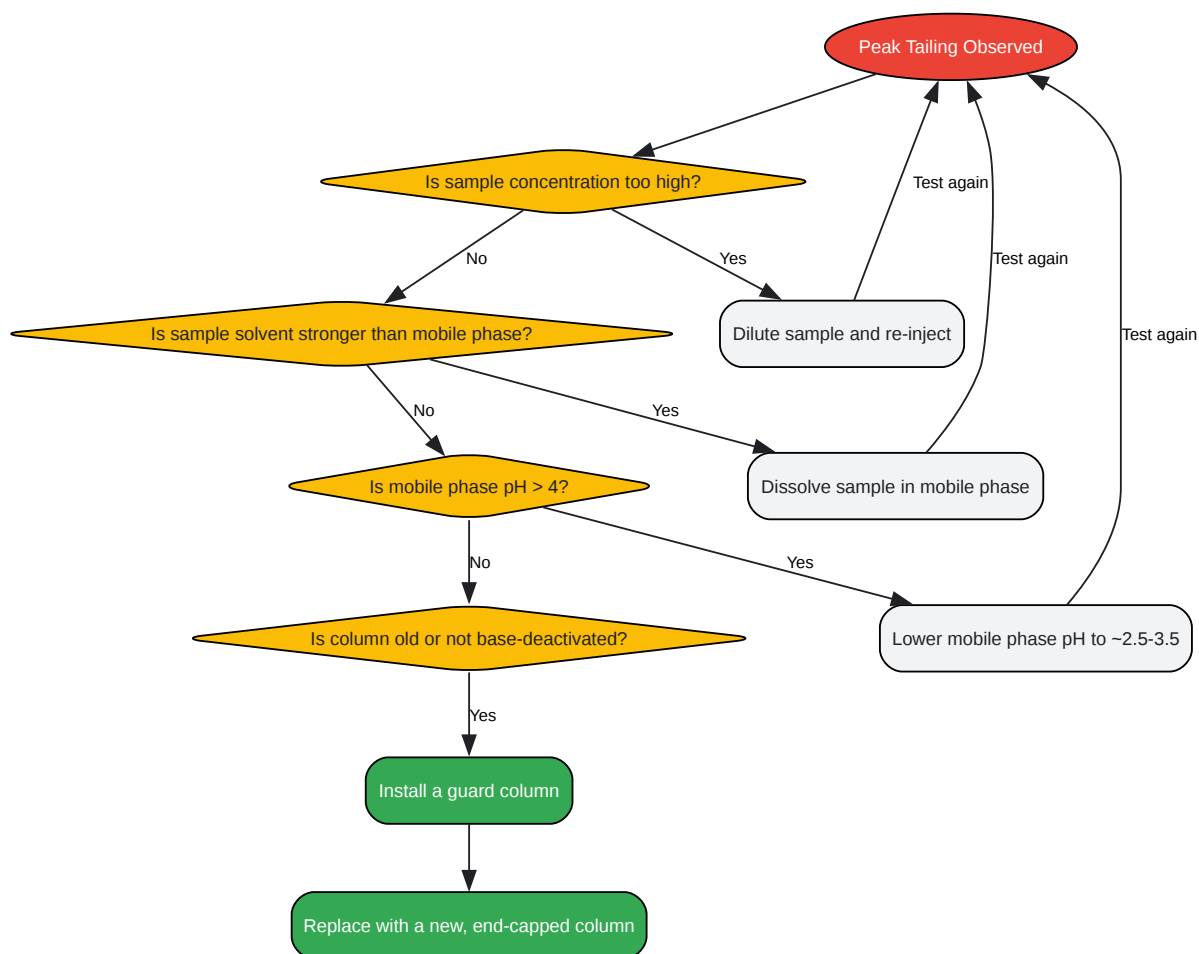 Peak Tailing Observed
Is sample concentration too high?
Test again
No
Yes
Test again
Is sample solvent stronger than mobile phase?
Dilute sample and re-inject
Test again
No
Yes
Is mobile phase pH > 4?
Dissolve sample in mobile phase
No
Yes
Is column old or not base-deactivated?
Lower mobile phase pH to ~2.5-3.5
Yes
Install a guard column
Replace with a new, end-capped column